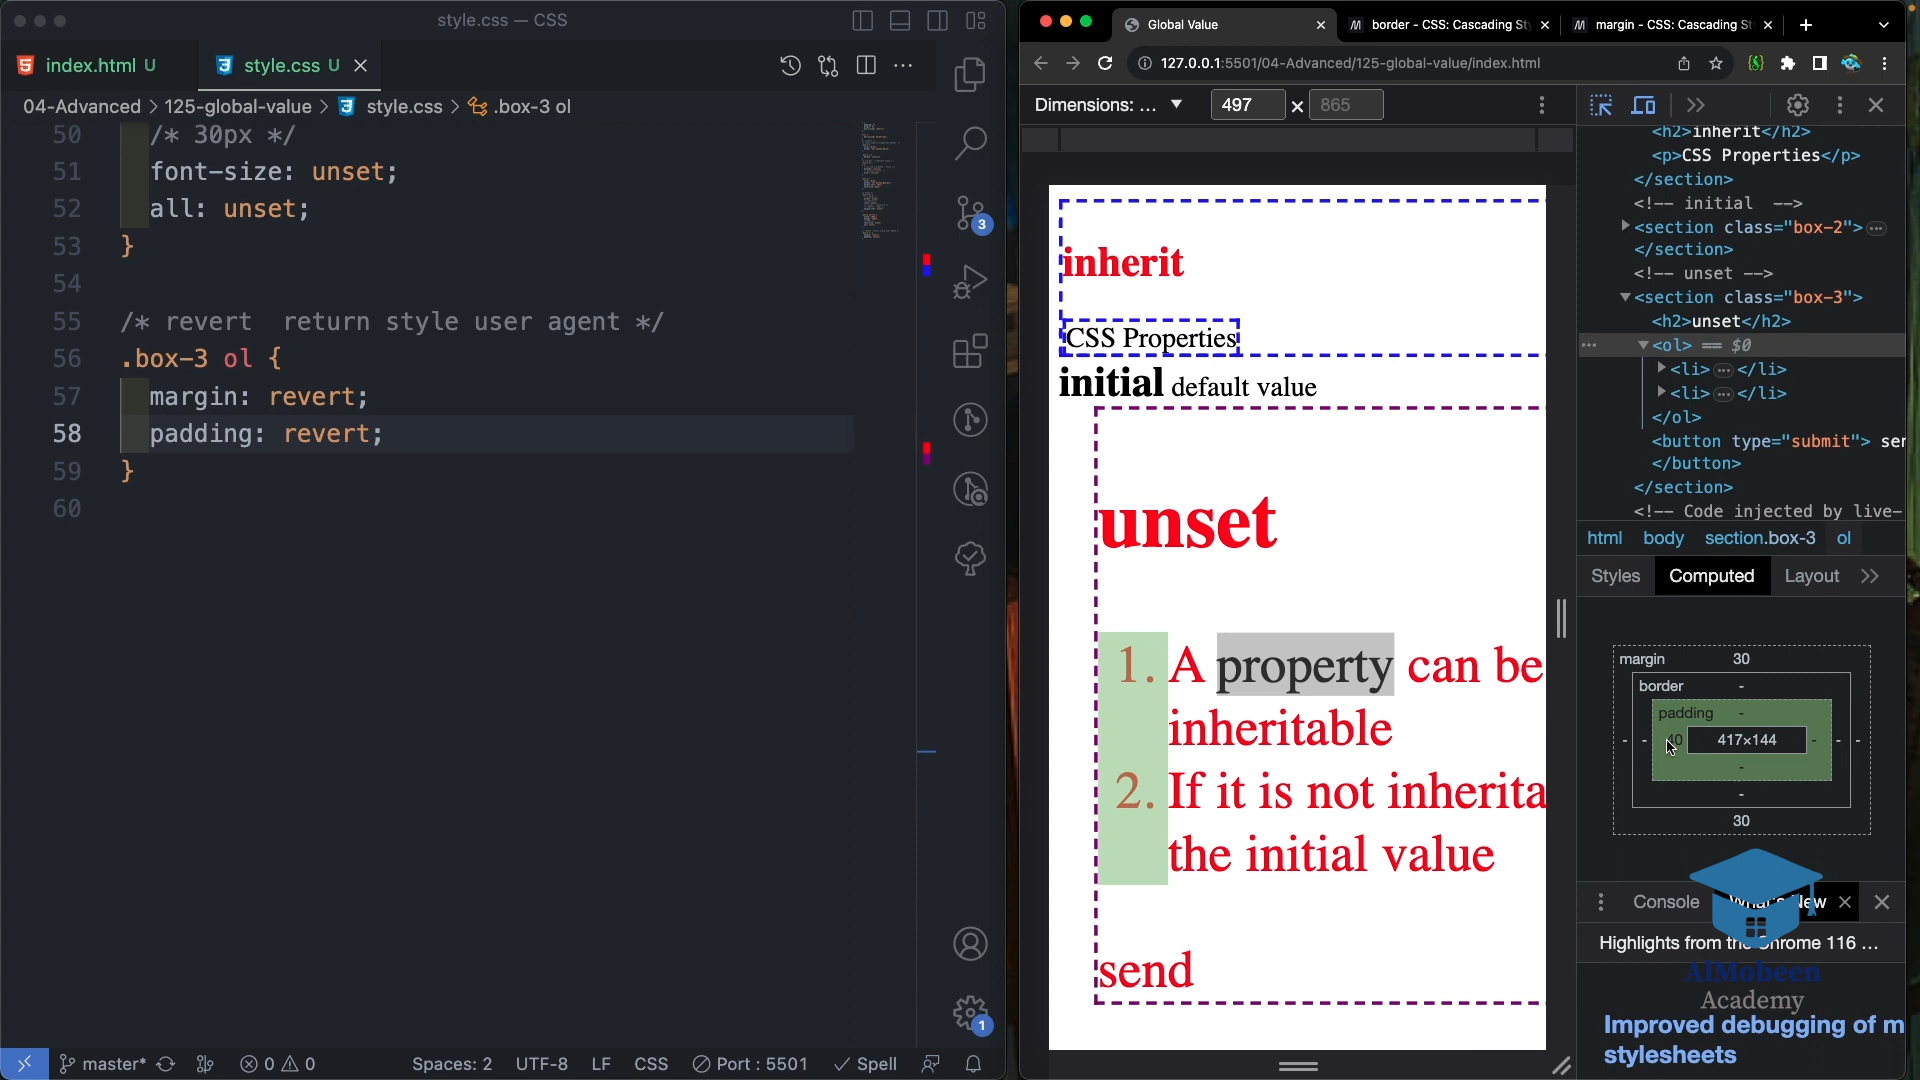 style.css — CSS
index.html U
style.css U
04-Advanced > 125-global-value > style.css > .box-3 ol
50 /* 30px */
51 font-size: unset;
52 all: unset;
53 }
54
55 /* revert  return style user agent */
56 .box-3 ol {
57 margin: revert;
58 padding: revert;
59 }
60
3
1
master*
0 0
Spaces: 2
UTF-8
LF
CSS
Port : 5501
Spell
Global Value
border - CSS: Cascading St
margin - CSS: Cascading St
127.0.0.1:5501/04-Advanced/125-global-value/index.html
Dimensions: ...
497
865
inherit
CSS Properties
initial default value
unset
1. A property can be
inheritable
2. If it is not inherita
the initial value
send
<h2>inherit</h2>
<p>CSS Properties</p>
</section>
<!-- initial  -->
<section class="box-2">
</section>
<!-- unset -->
<section class="box-3">
<h2>unset</h2>
<ol> == $0
<li>…</li>
<li>…</li>
</ol>
<button type="submit"> ser
</button>
</section>
<!-- Code injected by live-
html body section.box-3 ol
Styles
Computed
Layout
margin 30
border -
padding -
- - 40 417×144 - - -
-
-
30
Console
What's New
Highlights from the Chrome 116 ...
AlMobeen
Academy
Improved debugging of m
stylesheets